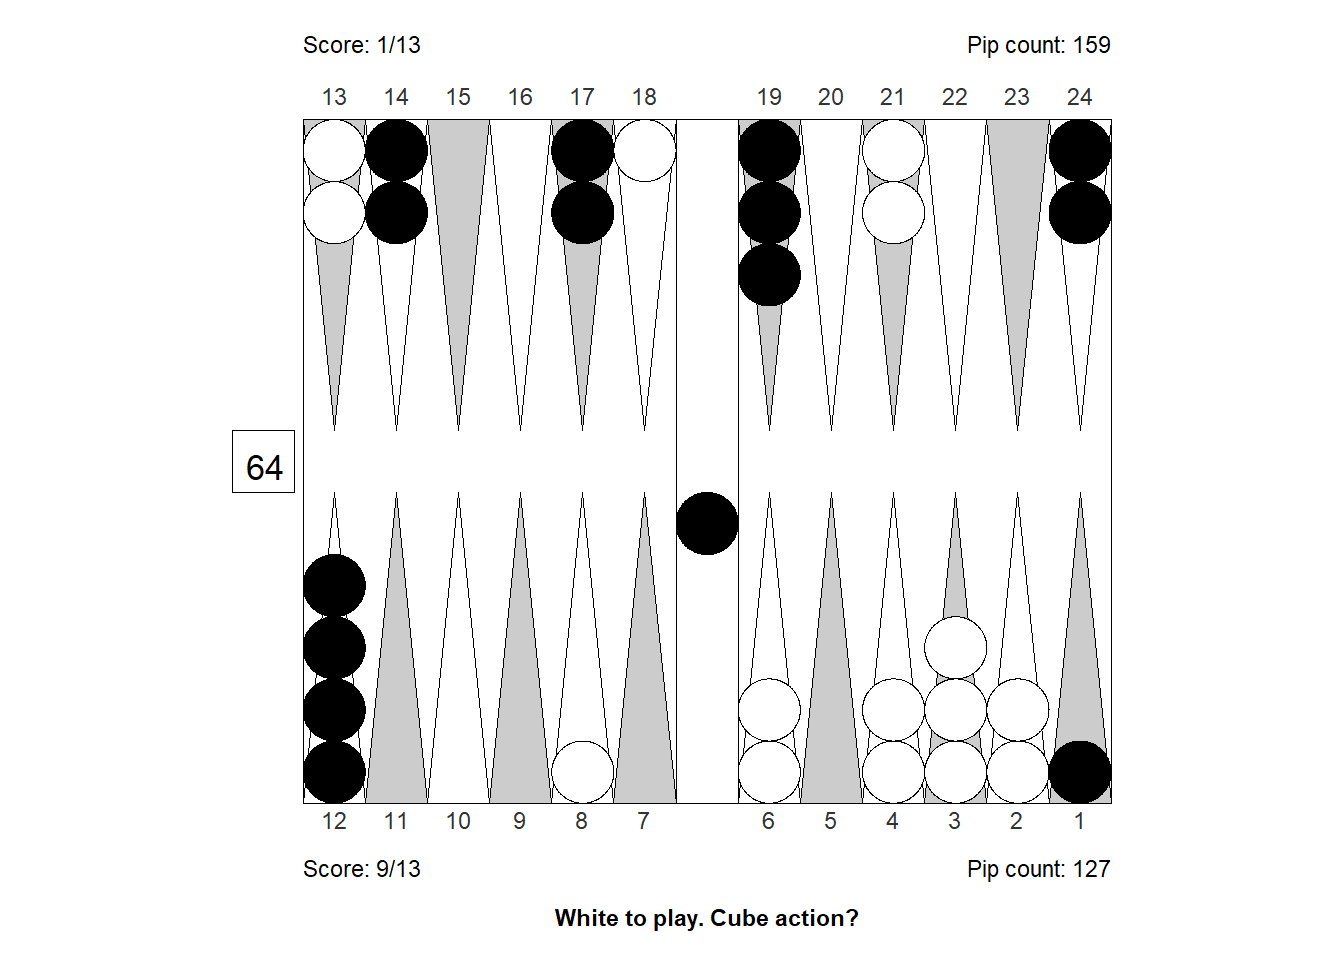 Score: 1/13 Pip count: 159
13 14 15 16 17 18 19 20 21 22 23 24
64
12 11 10 9 8 7 6 5 4 3 2 1
Score: 9/13 Pip count: 127
White to play. Cube action?